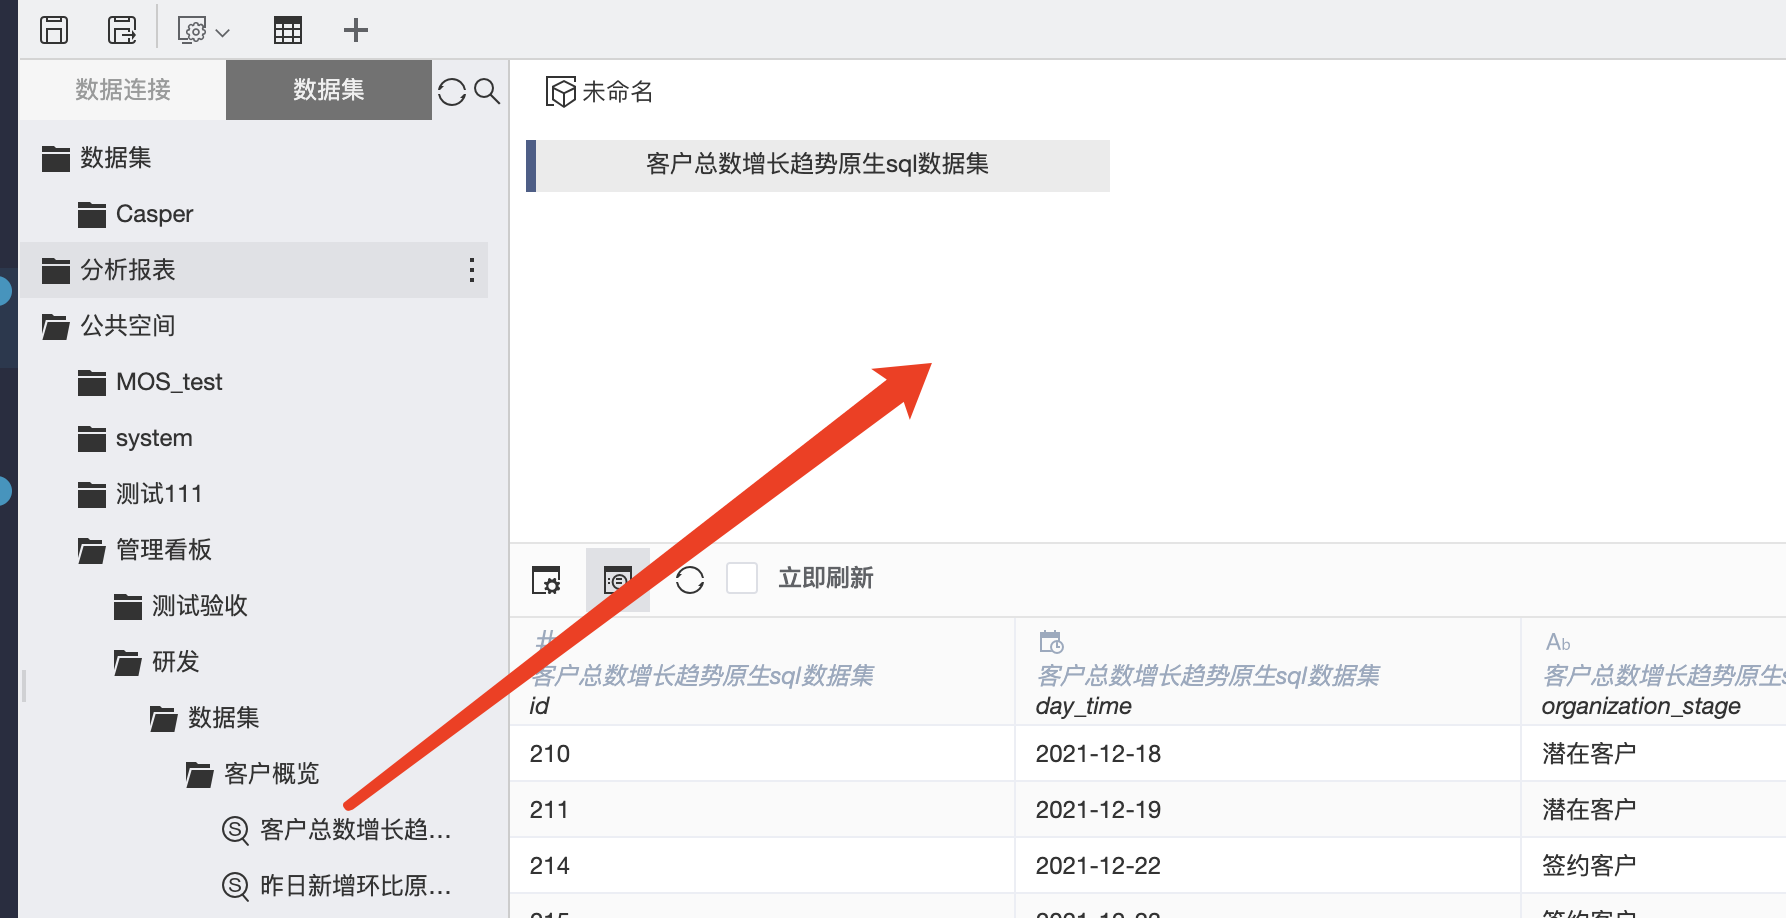 数据连接
数据集
数据集
Casper
分析报表
公共空间
MOS_test
system
测试111
管理看板
测试验收
研发
数据集
客户概览
客户总数增长趋...
昨日新增环比原...
未命名
客户总数增长趋势原生sql数据集
立即刷新
#
客户总数增长趋势原生sql数据集
id
客户总数增长趋势原生sql数据集
day_time
Ab
客户总数增长趋势原生s
organization_stage
210
2021-12-18
潜在客户
211
2021-12-19
潜在客户
214
2021-12-22
签约客户